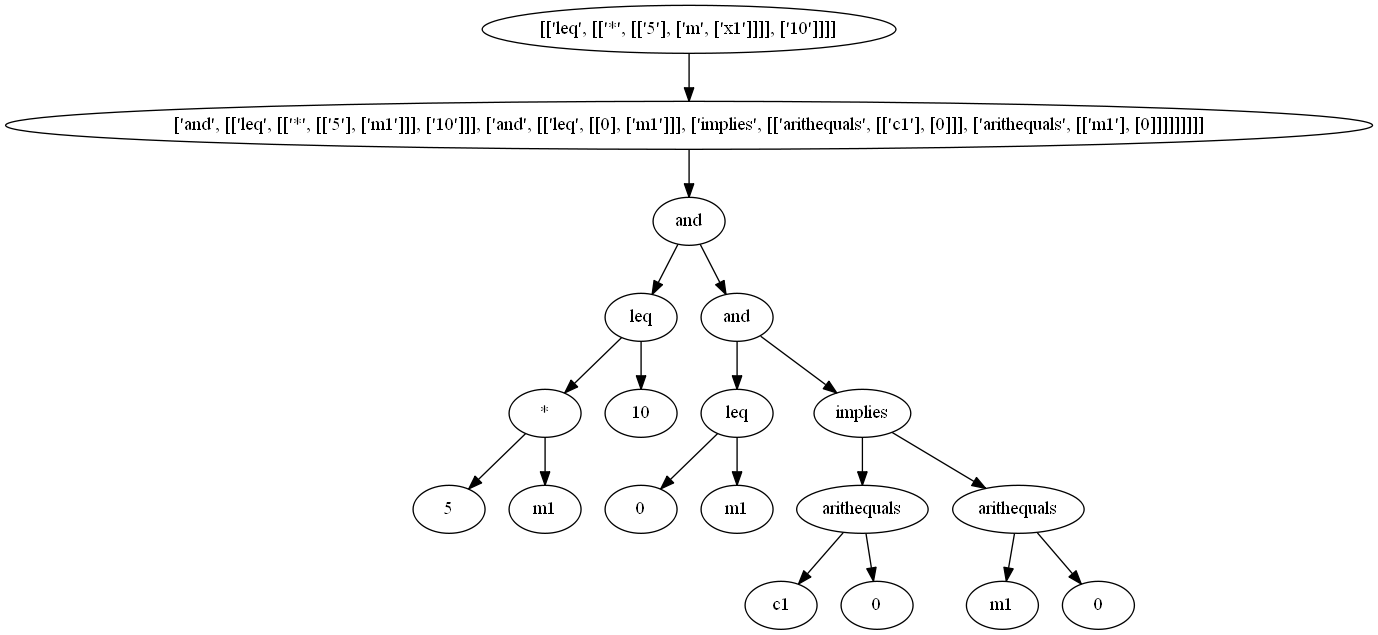 [['leq', [['*', [['5'], ['m', ['x1']]]], ['10']]]]
['and', [['leq', [['*', [['5'], ['m1']]], ['10']]], ['and', [['leq', [[0], ['m1']]], ['implies', [['arithequals', [['c1'], [0]]], ['arithequals', [['m1'], [0]]]]]]]]]
and
leq and
* 10 leq implies
5 m1 0 m1 arithequals arithequals
c1 0 m1 0